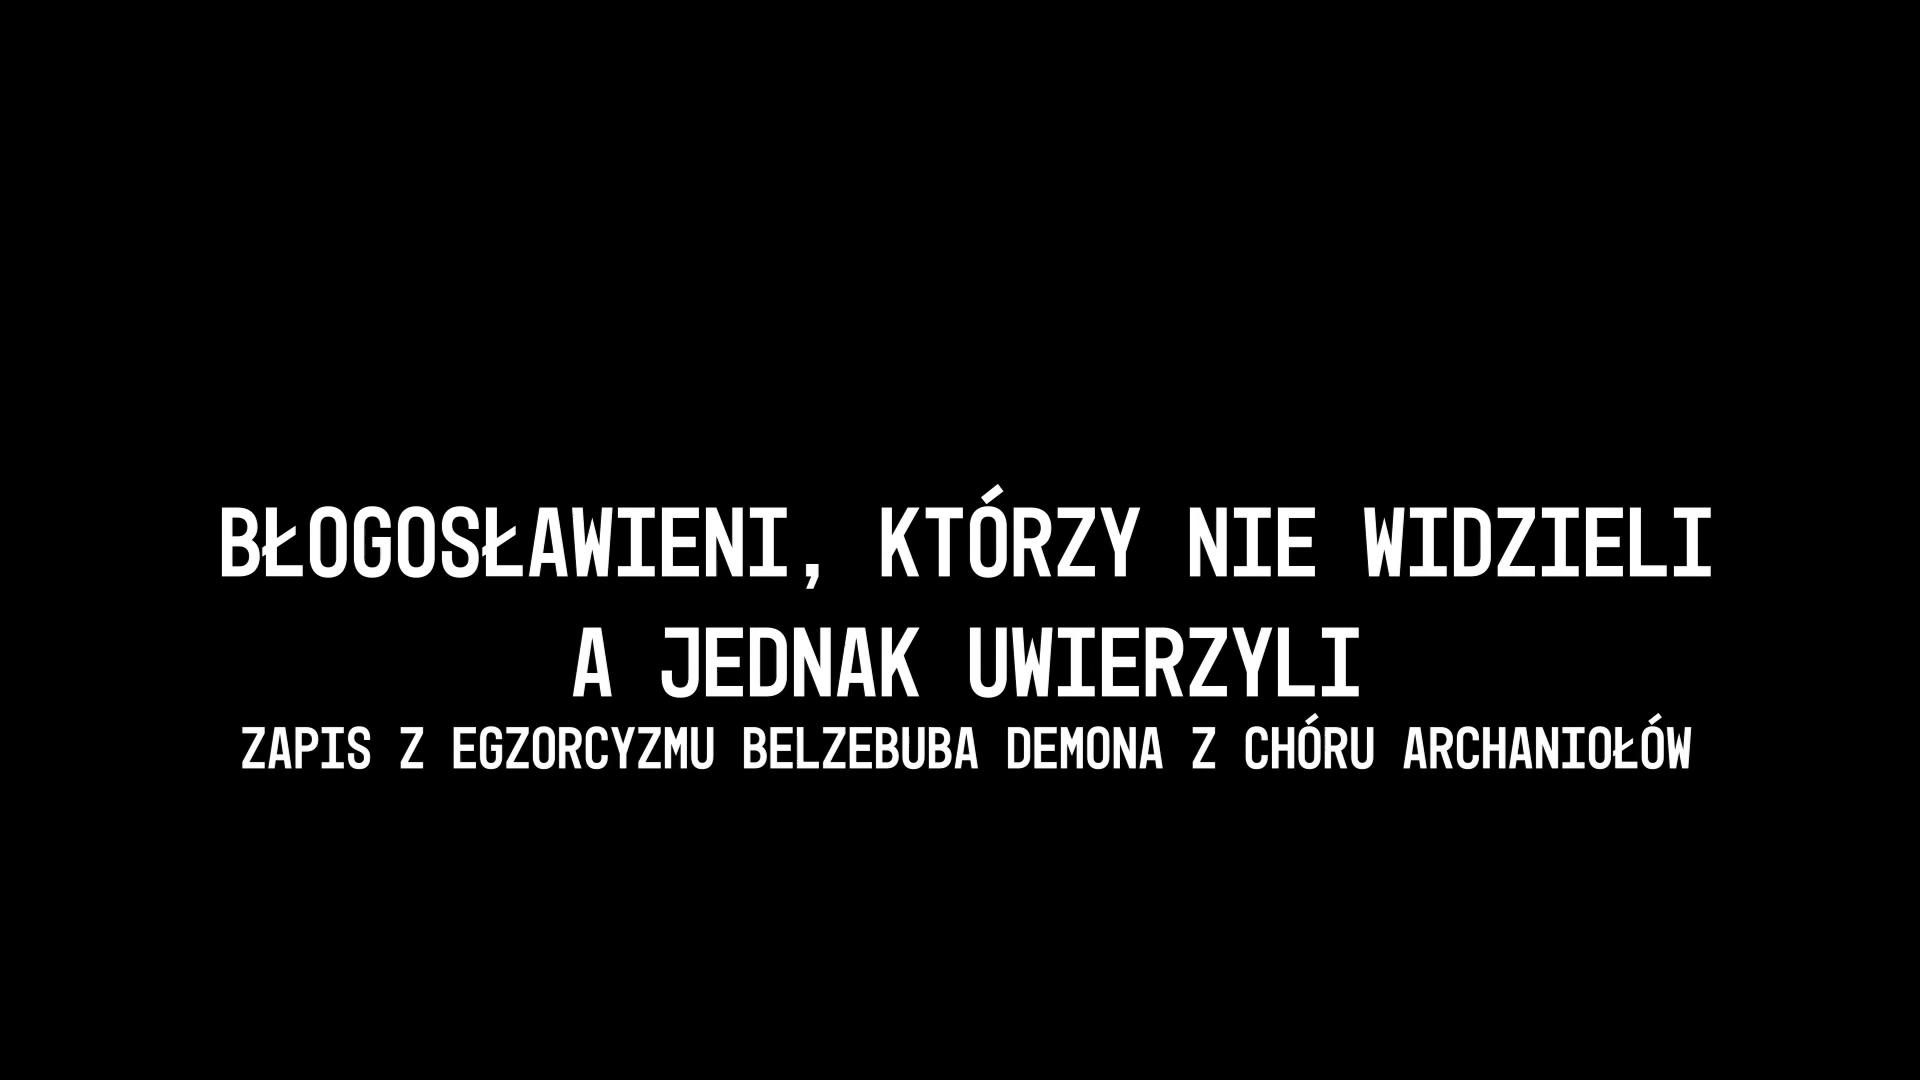 BŁOGOSŁAWIENI, KTÓRZY NIE WIDZIELI
A JEDNAK UWIERZYLI
ZAPIS Z EGZORCYZMU BELZEBUBA DEMONA Z CHÓRU ARCHANIOŁÓW